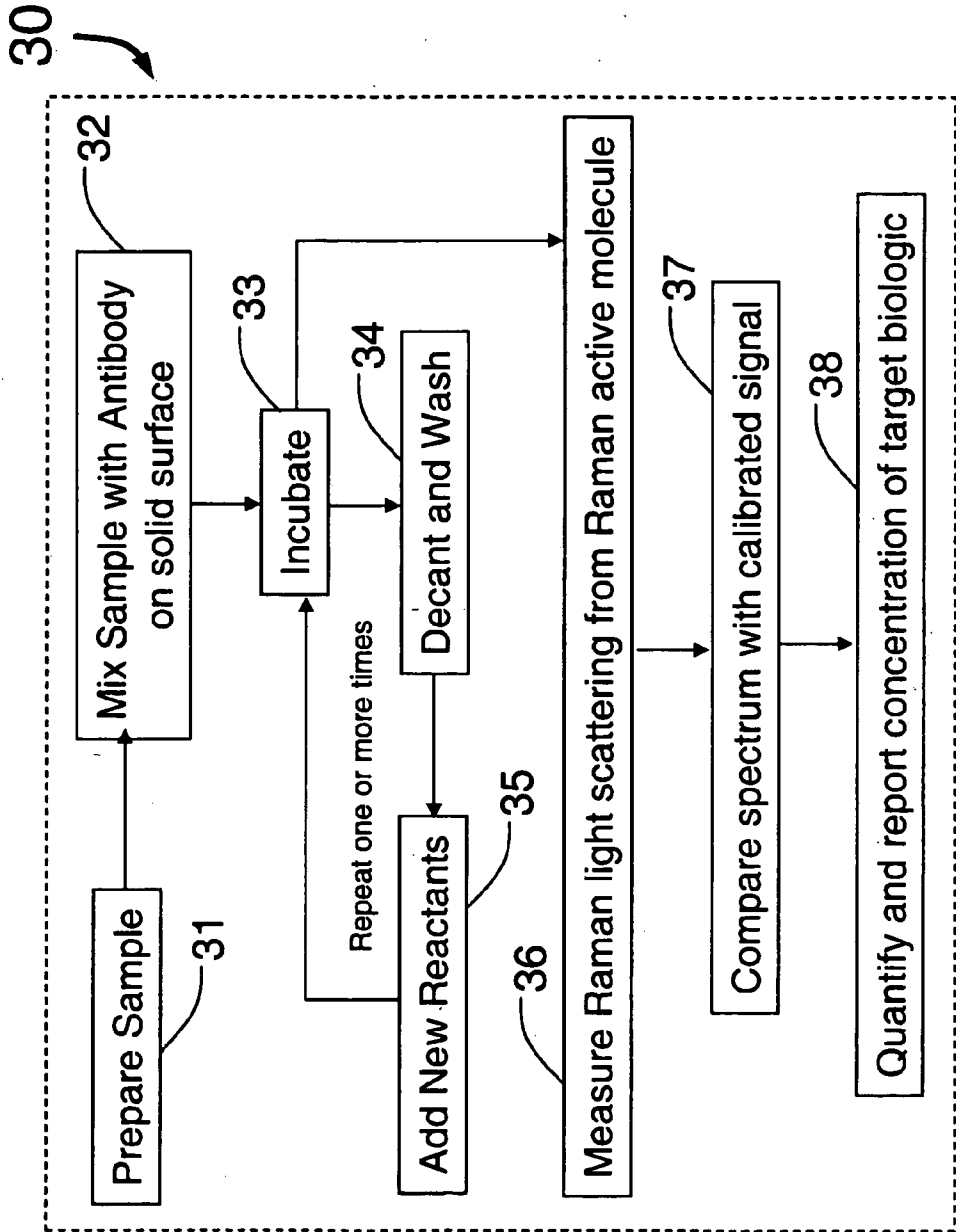 30
Prepare Sample
31
Mix Sample with Antibody
on solid surface
32
Incubate
33
Decant and Wash
34
Repeat one or more times
Add New Reactants
35
36
Measure Raman light scattering from Raman active molecule
Compare spectrum with calibrated signal
37
Quantify and report concentration of target biologic
38